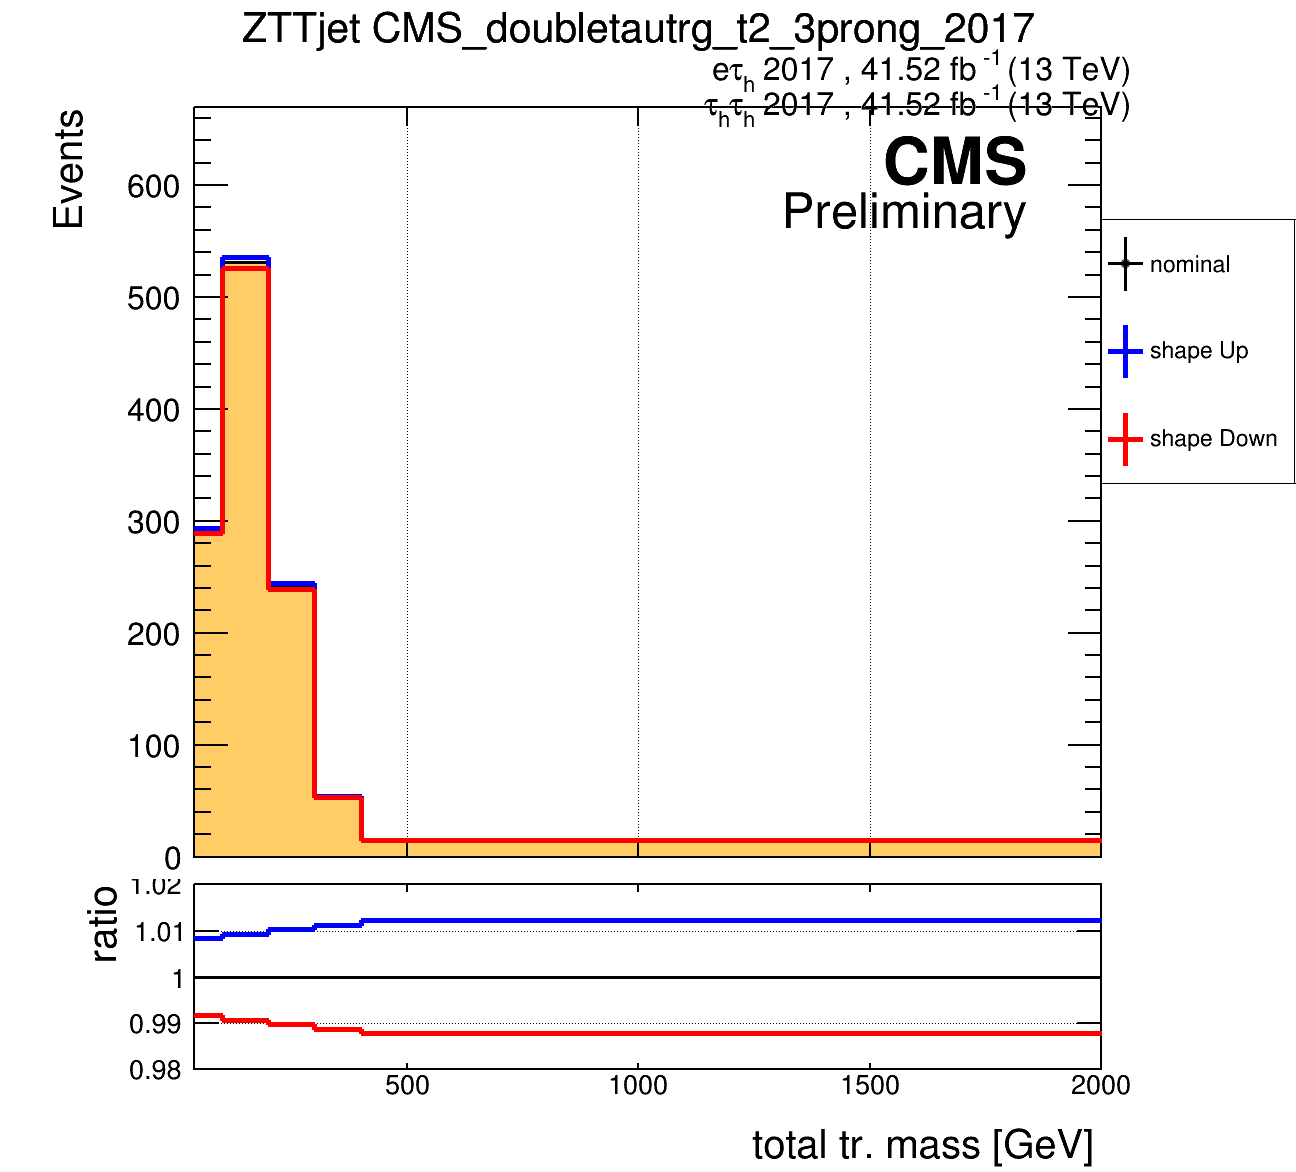 ZTTjet CMS_doubletautrg_t2_3prong_2017
eτh 2017 , 41.52 fb -1 (13 TeV)
τhτh 2017 , 41.52 fb -1 (13 TeV)
CMS
Preliminary
Events
600
500
400
300
200
100
0
nominal
shape Up
shape Down
ratio
1.02
1.01
1
0.99
0.98
500 1000 1500 2000
total tr. mass [GeV]